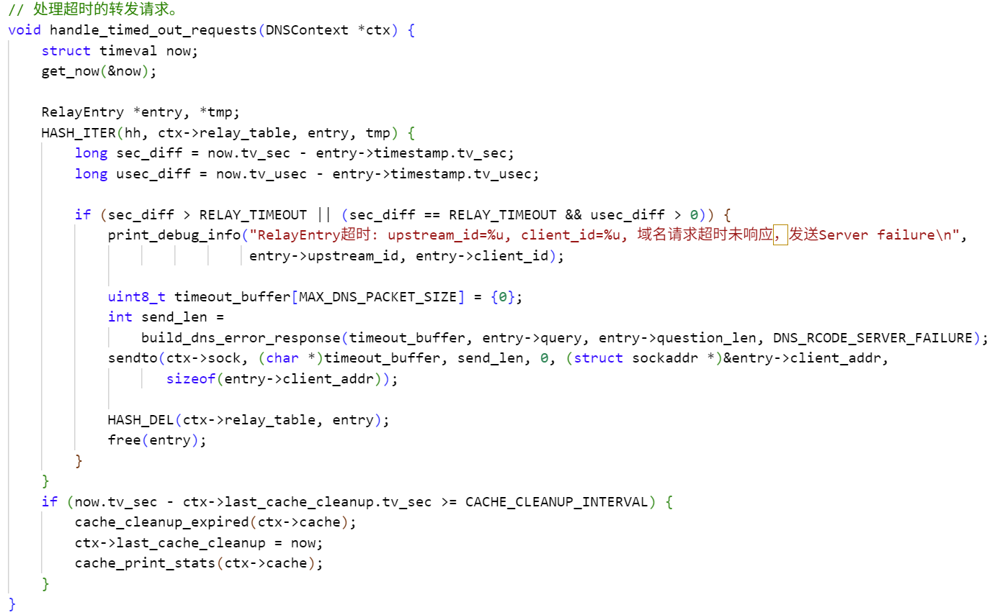 // 处理超时的转发请求。
void handle_timed_out_requests(DNSContext *ctx) {
    struct timeval now;
    get_now(&now);

    RelayEntry *entry, *tmp;
    HASH_ITER(hh, ctx->relay_table, entry, tmp) {
        long sec_diff = now.tv_sec - entry->timestamp.tv_sec;
        long usec_diff = now.tv_usec - entry->timestamp.tv_usec;

        if (sec_diff > RELAY_TIMEOUT || (sec_diff == RELAY_TIMEOUT && usec_diff > 0)) {
            print_debug_info("RelayEntry超时: upstream_id=%u, client_id=%u, 域名请求超时未响应，发送Server failure\n",
                             entry->upstream_id, entry->client_id);

            uint8_t timeout_buffer[MAX_DNS_PACKET_SIZE] = {0};
            int send_len =
                build_dns_error_response(timeout_buffer, entry->query, entry->question_len, DNS_RCODE_SERVER_FAILURE);
            sendto(ctx->sock, (char *)timeout_buffer, send_len, 0, (struct sockaddr *)&entry->client_addr,
                   sizeof(entry->client_addr));

            HASH_DEL(ctx->relay_table, entry);
            free(entry);
        }
    }
    if (now.tv_sec - ctx->last_cache_cleanup.tv_sec >= CACHE_CLEANUP_INTERVAL) {
        cache_cleanup_expired(ctx->cache);
        ctx->last_cache_cleanup = now;
        cache_print_stats(ctx->cache);
    }
}